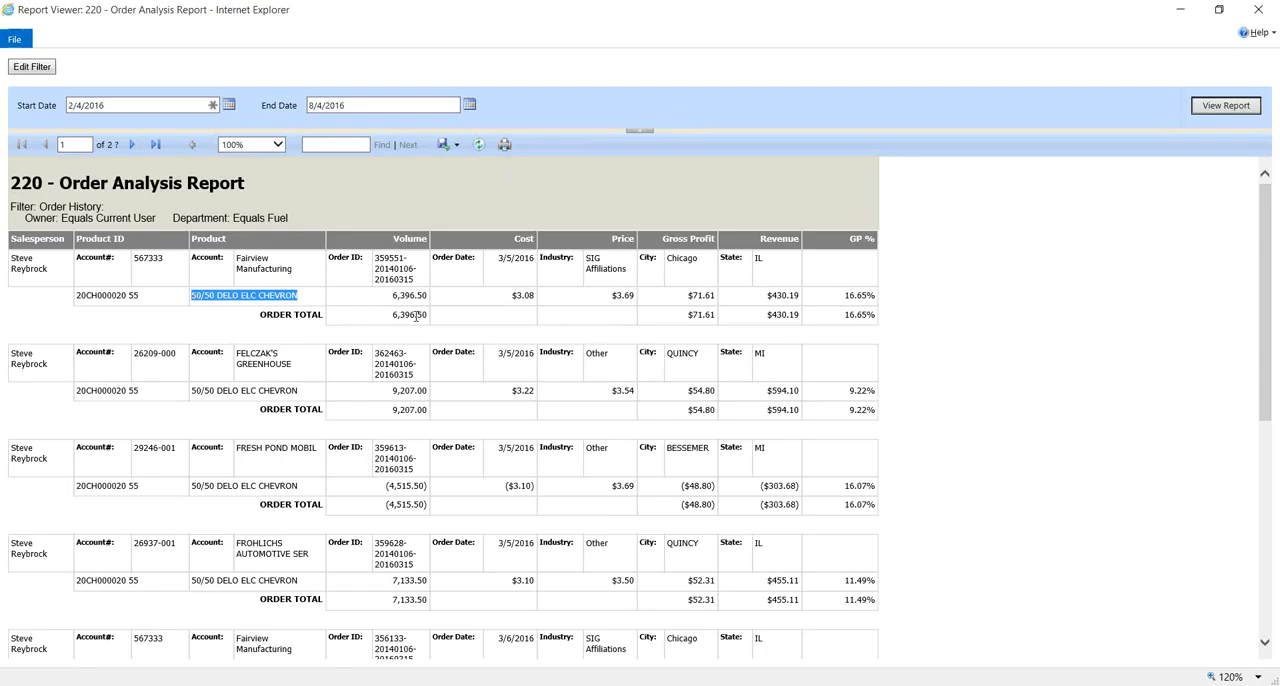 Report Viewer: 220 - Order Analysis Report - Internet Explorer
File
Help
Edit Filter
Start Date 2/4/2016 End Date 8/4/2016 View Report
1 of 2 ? 100% Find | Next
220 - Order Analysis Report
Filter: Order History:
Owner: Equals Current User Department: Equals Fuel
Salesperson Product ID Product Volume Cost Price Gross Profit Revenue GP %
Steve Account#: 567333 Account: Fairview Order ID: 359551- Order Date: 3/5/2016 Industry: SIG City: Chicago State: IL
Reybrock Manufacturing 20140106- Affiliations
20160315
20CH000020 55 50/50 DELO ELC CHEVRON 6,396.50 $3.08 $3.69 $71.61 $430.19 16.65%
ORDER TOTAL 6,396.50 $71.61 $430.19 16.65%
Steve Account#: 26209-000 Account: FELCZAK'S Order ID: 362463- Order Date: 3/5/2016 Industry: Other City: QUINCY State: MI
Reybrock GREENHOUSE 20140106-
20160315
20CH000020 55 50/50 DELO ELC CHEVRON 9,207.00 $3.22 $3.54 $54.80 $594.10 9.22%
ORDER TOTAL 9,207.00 $54.80 $594.10 9.22%
Steve Account#: 29246-001 Account: FRESH POND MOBIL Order ID: 359613- Order Date: 3/5/2016 Industry: Other City: BESSEMER State: MI
Reybrock 20140106-
20160315
20CH000020 55 50/50 DELO ELC CHEVRON (4,515.50) ($3.10) $3.69 ($48.80) ($303.68) 16.07%
ORDER TOTAL (4,515.50) ($48.80) ($303.68) 16.07%
Steve Account#: 26937-001 Account: FROHLICHS Order ID: 359628- Order Date: 3/5/2016 Industry: Other City: QUINCY State: IL
Reybrock AUTOMOTIVE SER 20140106-
20160315
20CH000020 55 50/50 DELO ELC CHEVRON 7,133.50 $3.10 $3.50 $52.31 $455.11 11.49%
ORDER TOTAL 7,133.50 $52.31 $455.11 11.49%
Steve Account#: 567333 Account: Fairview Order ID: 356133- Order Date: 3/6/2016 Industry: SIG City: Chicago State: IL
Reybrock Manufacturing 20140106- Affiliations
20160315
120%